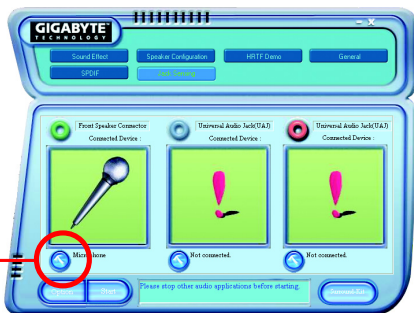 GIGABYTE
TECHNOLOGY
Sound Effect
Speaker Configuration
HRTF Demo
General
SPDIF
Jack Sensing
Front Speaker Connector
Connected Device :
Universal Audio Jack(UAJ)
Connected Device :
Universal Audio Jack(UAJ)
Connected Device :
Microphone
Not connected.
Not connected.
Start
Please stop other audio applications before starting.